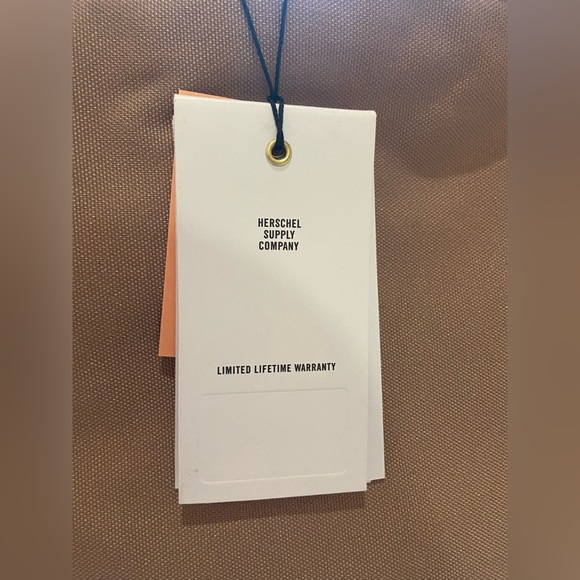 HERSCHEL
SUPPLY
COMPANY
LIMITED LIFETIME WARRANTY